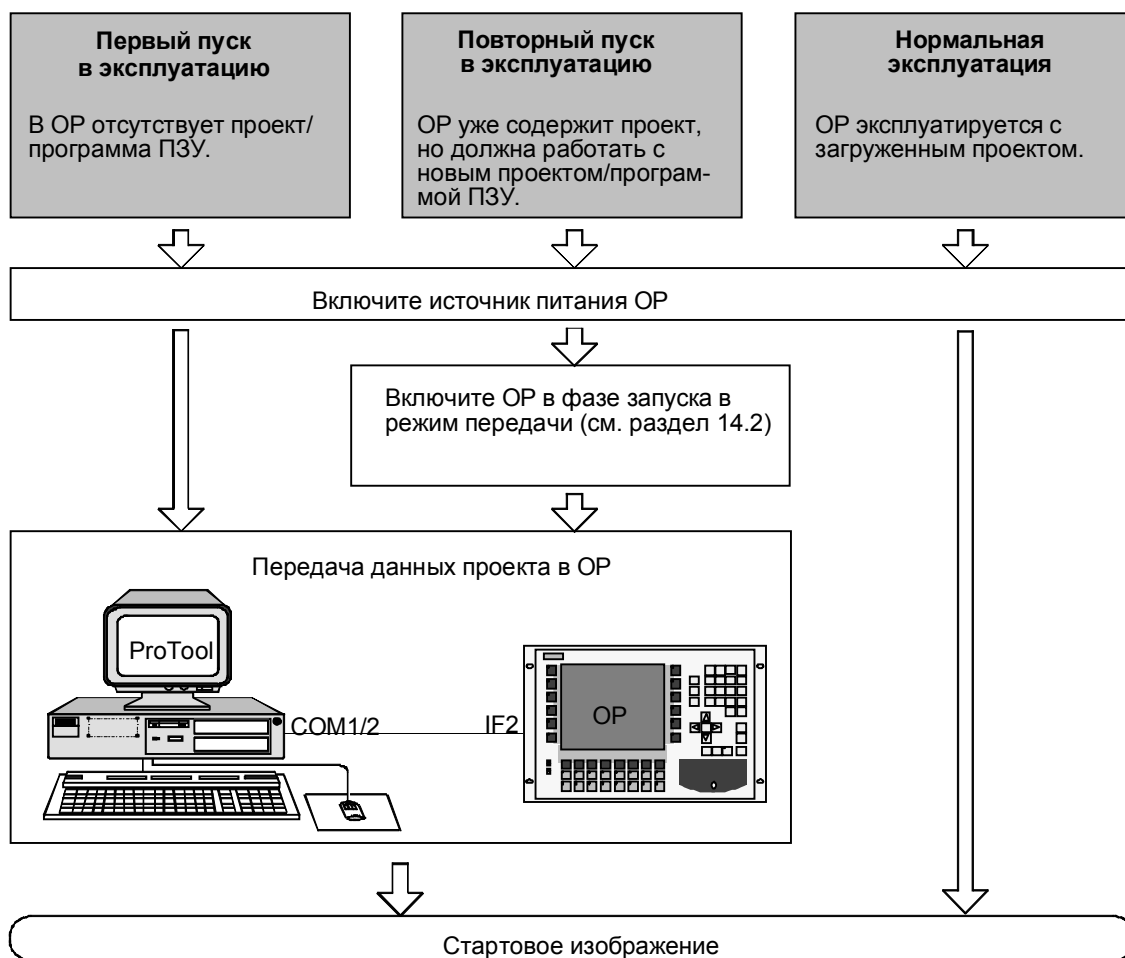 Первый пуск
в эксплуатацию
В ОР отсутствует проект/
программа ПЗУ.
Повторный пуск
в эксплуатацию
ОР уже содержит проект,
но должна работать с
новым проектом/програм-
мой ПЗУ.
Нормальная
эксплуатация
ОР эксплуатируется с
загруженным проектом.
Включите источник питания ОР
Включите ОР в фазе запуска в
режим передачи (см. раздел 14.2)
Передача данных проекта в ОР
ProTool
COM1/2
IF2
OP
Стартовое изображение